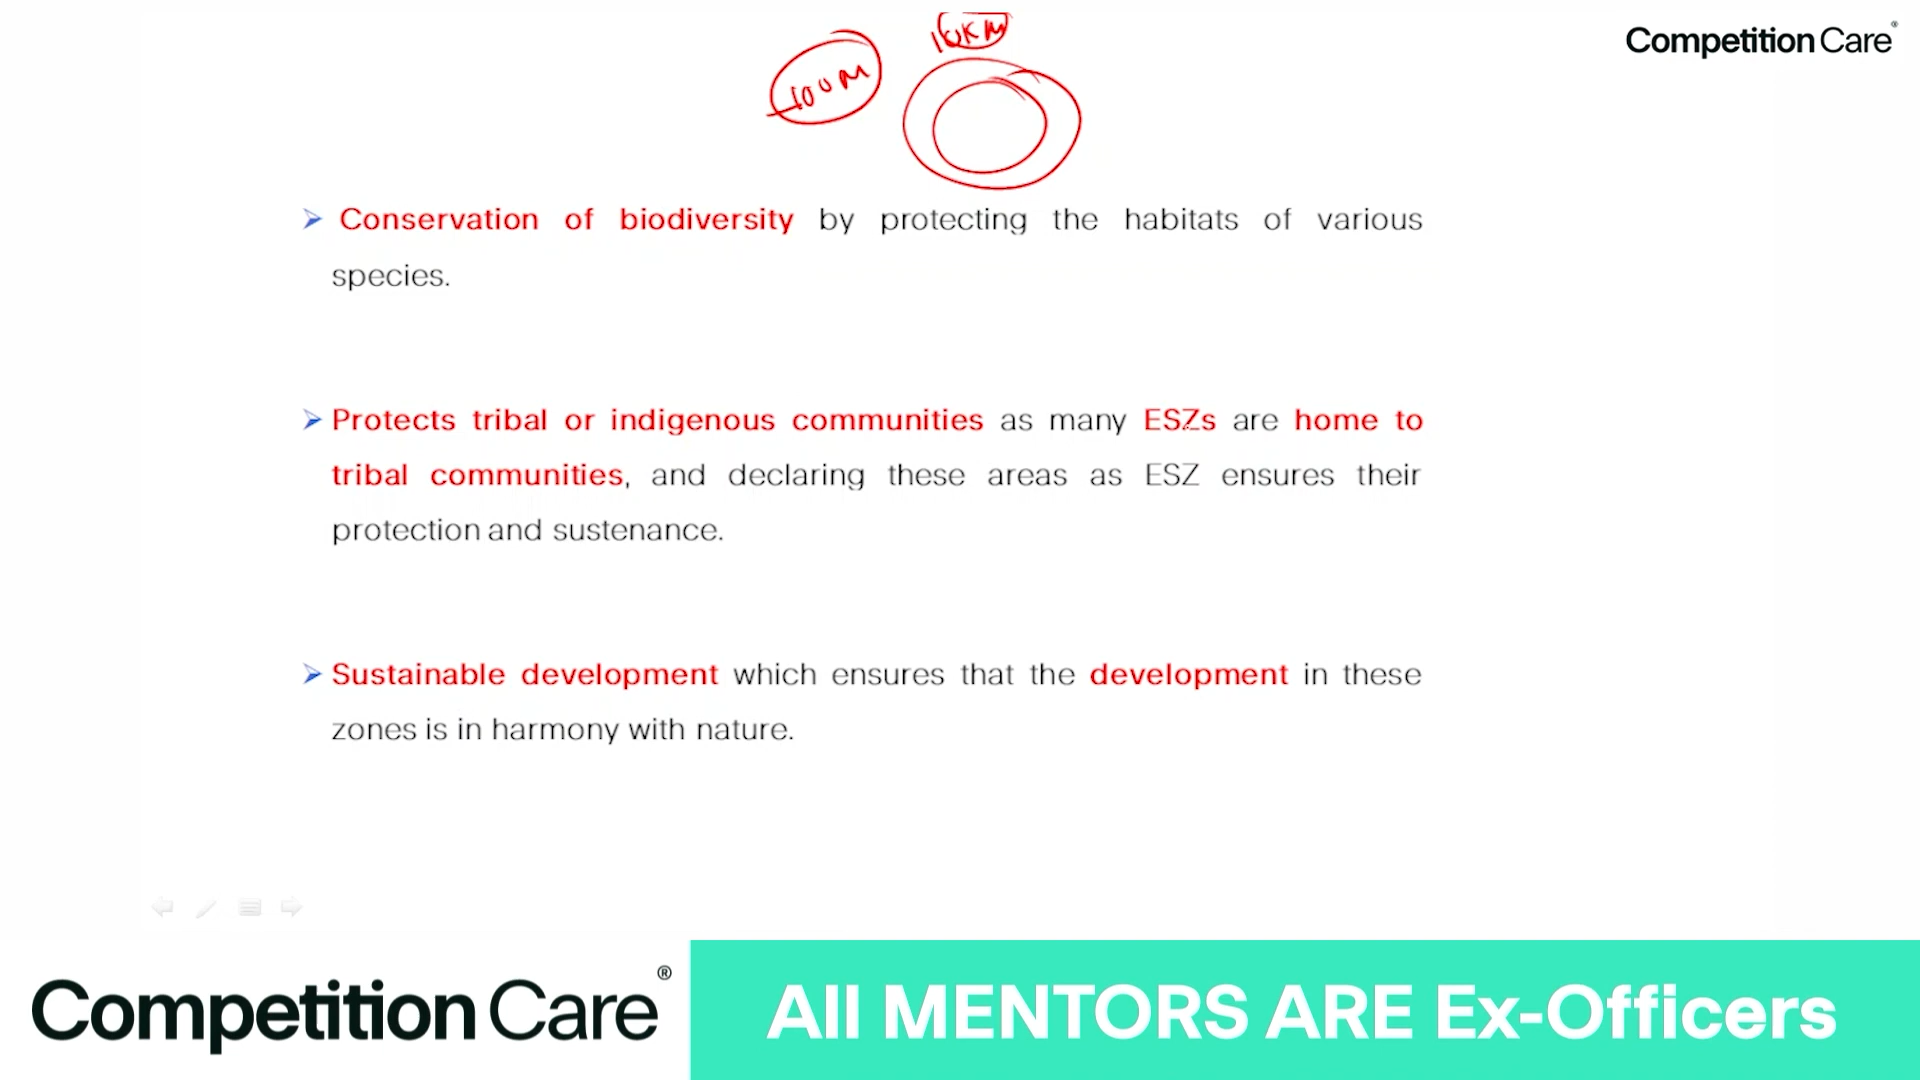 10KM
100M
Competition Care®
➢ Conservation of biodiversity by protecting the habitats of various
species.
➢ Protects tribal or indigenous communities as many ESZs are home to
tribal communities, and declaring these areas as ESZ ensures their
protection and sustenance.
➢ Sustainable development which ensures that the development in these
zones is in harmony with nature.
Competition Care®
All MENTORS ARE Ex-Officers